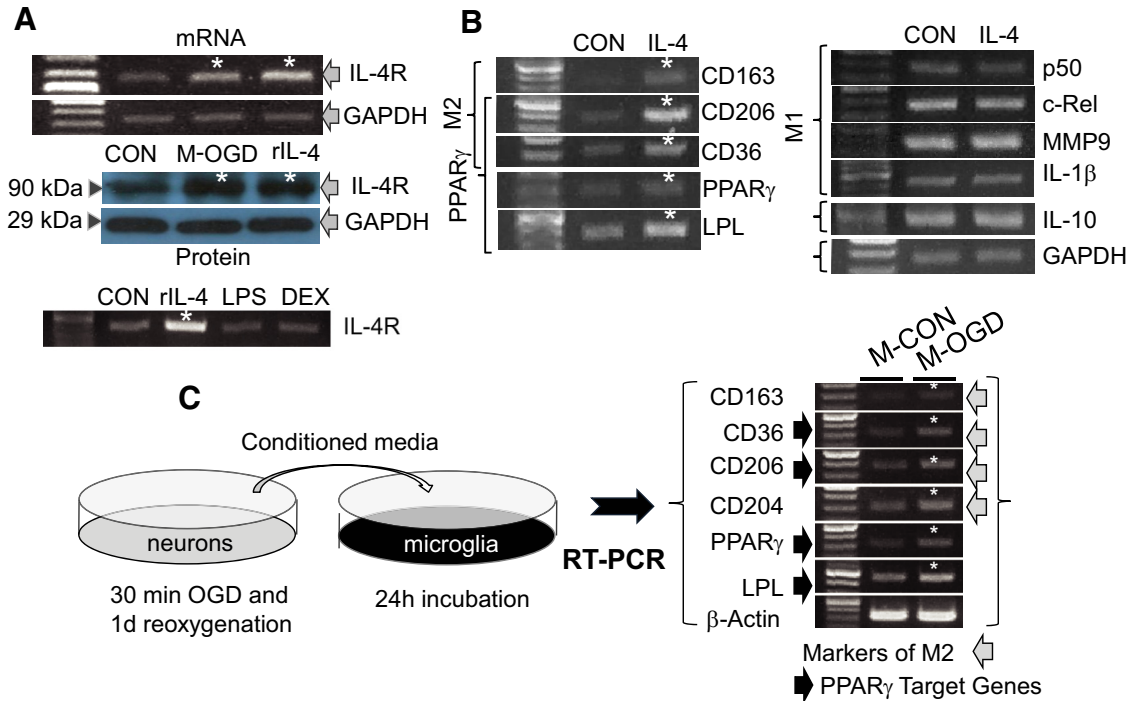 A
mRNA
* *
IL-4R
GAPDH
CON M-OGD rIL-4
90 kDa * * IL-4R
29 kDa GAPDH
Protein
CON rIL-4 LPS DEX
* IL-4R
B
CON IL-4
M2
PPARγ
* CD163
* CD206
* CD36
* PPARγ
* LPL
CON IL-4
M1
p50
c-Rel
MMP9
IL-1β
IL-10
GAPDH
C
Conditioned media
neurons
microglia
30 min OGD and
1d reoxygenation
24h incubation
RT-PCR
M-CON
M-OGD
CD163 *
CD36 *
CD206 *
CD204 *
PPARγ *
LPL *
β-Actin
Markers of M2
PPARγ Target Genes